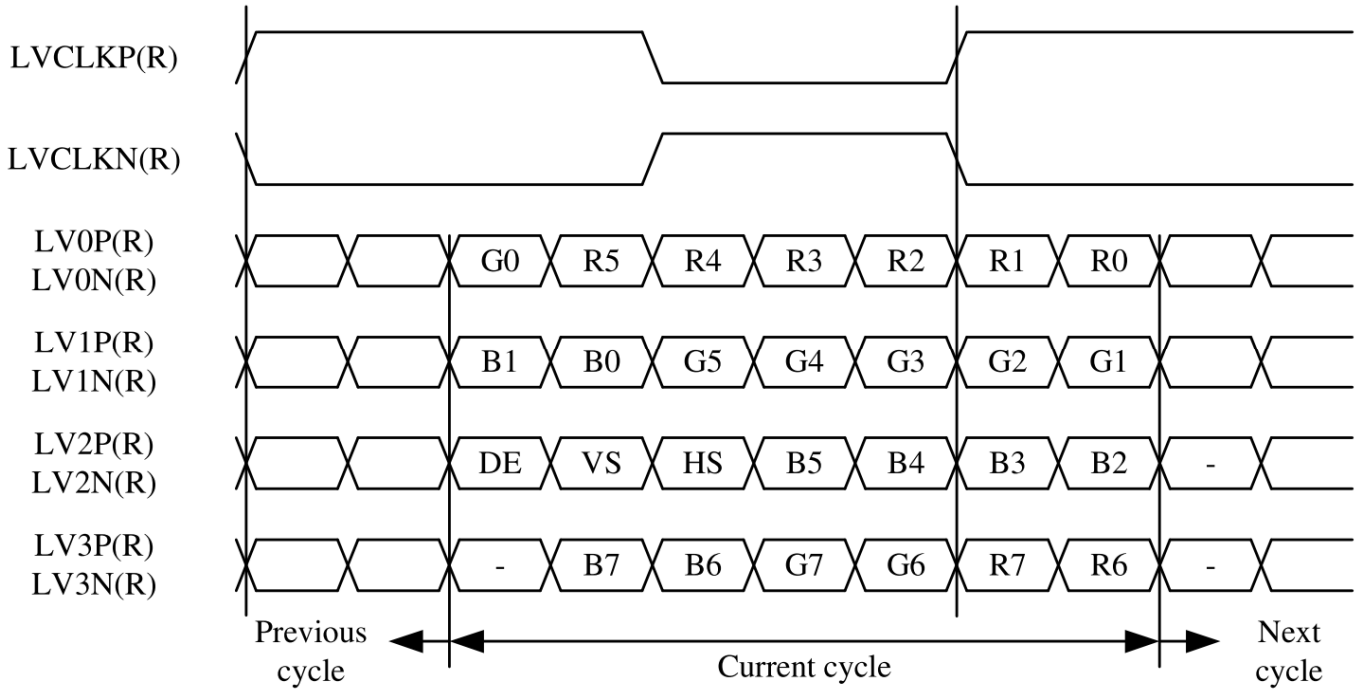 LVCLKP(R)
LVCLKN(R)
LV0P(R)
LV0N(R)
G0 R5 R4 R3 R2 R1 R0
LV1P(R)
LV1N(R)
B1 B0 G5 G4 G3 G2 G1
LV2P(R)
LV2N(R)
DE VS HS B5 B4 B3 B2 -
LV3P(R)
LV3N(R)
- B7 B6 G7 G6 R7 R6 -
Previous
cycle
Current cycle
Next
cycle